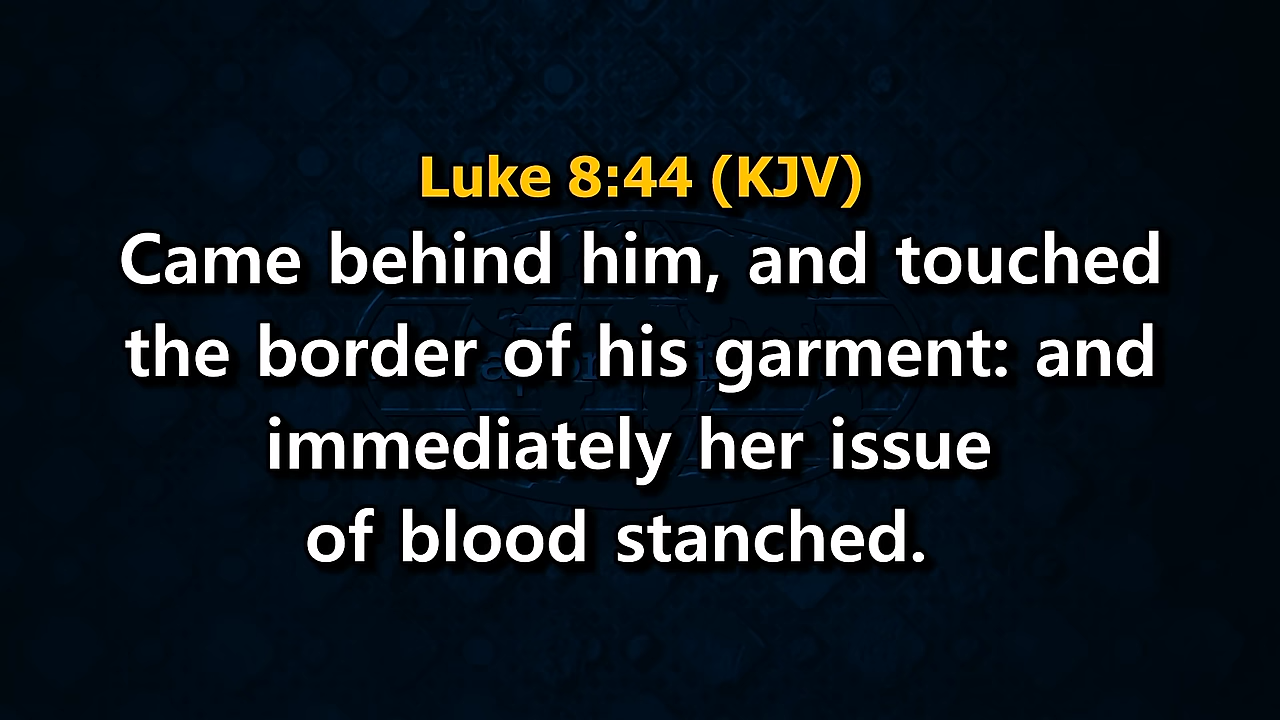 Luke 8:44 (KJV)
Came behind him, and touched
the border of his garment: and
immediately her issue
of blood stanched.